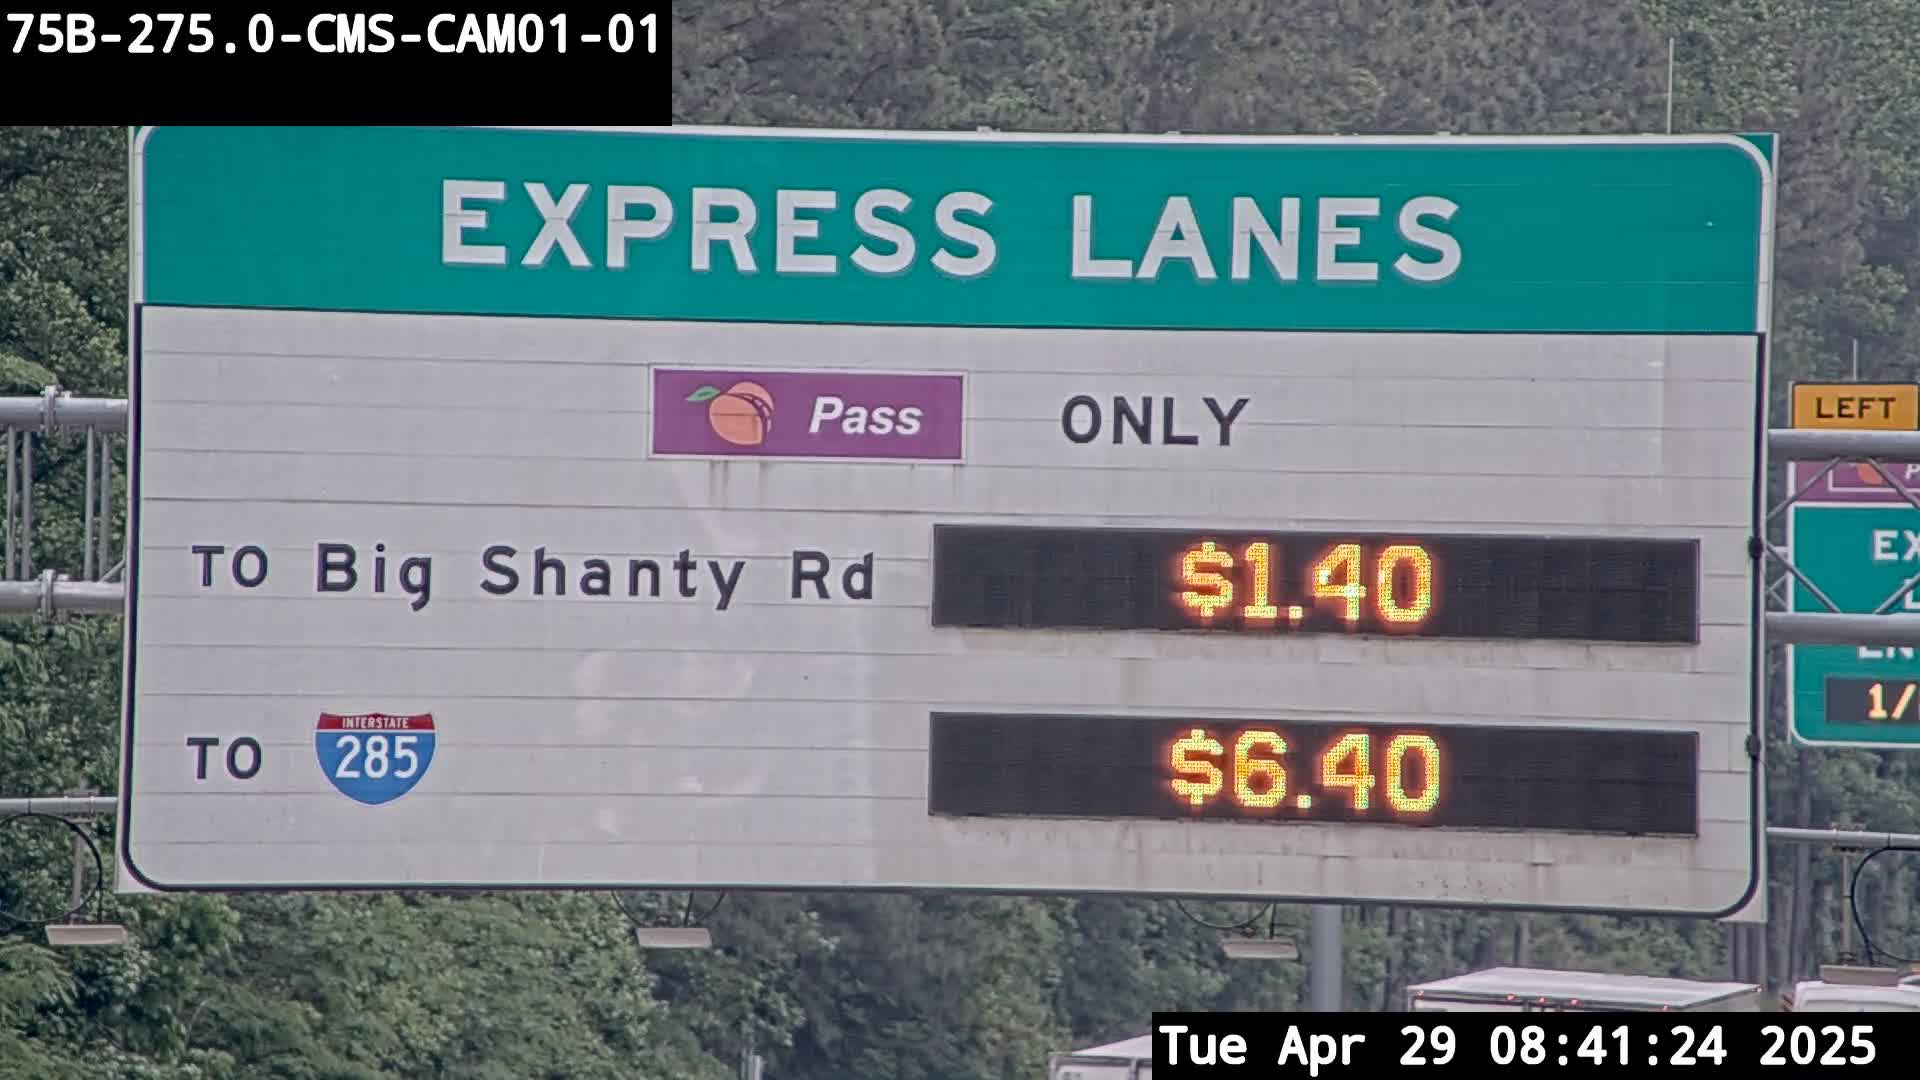 75B-275.0-CMS-CAM01-01
EXPRESS LANES
Pass ONLY
TO Big Shanty Rd $1.40
TO INTERSTATE 285 $6.40
LEFT
1/
Tue Apr 29 08:41:24 2025